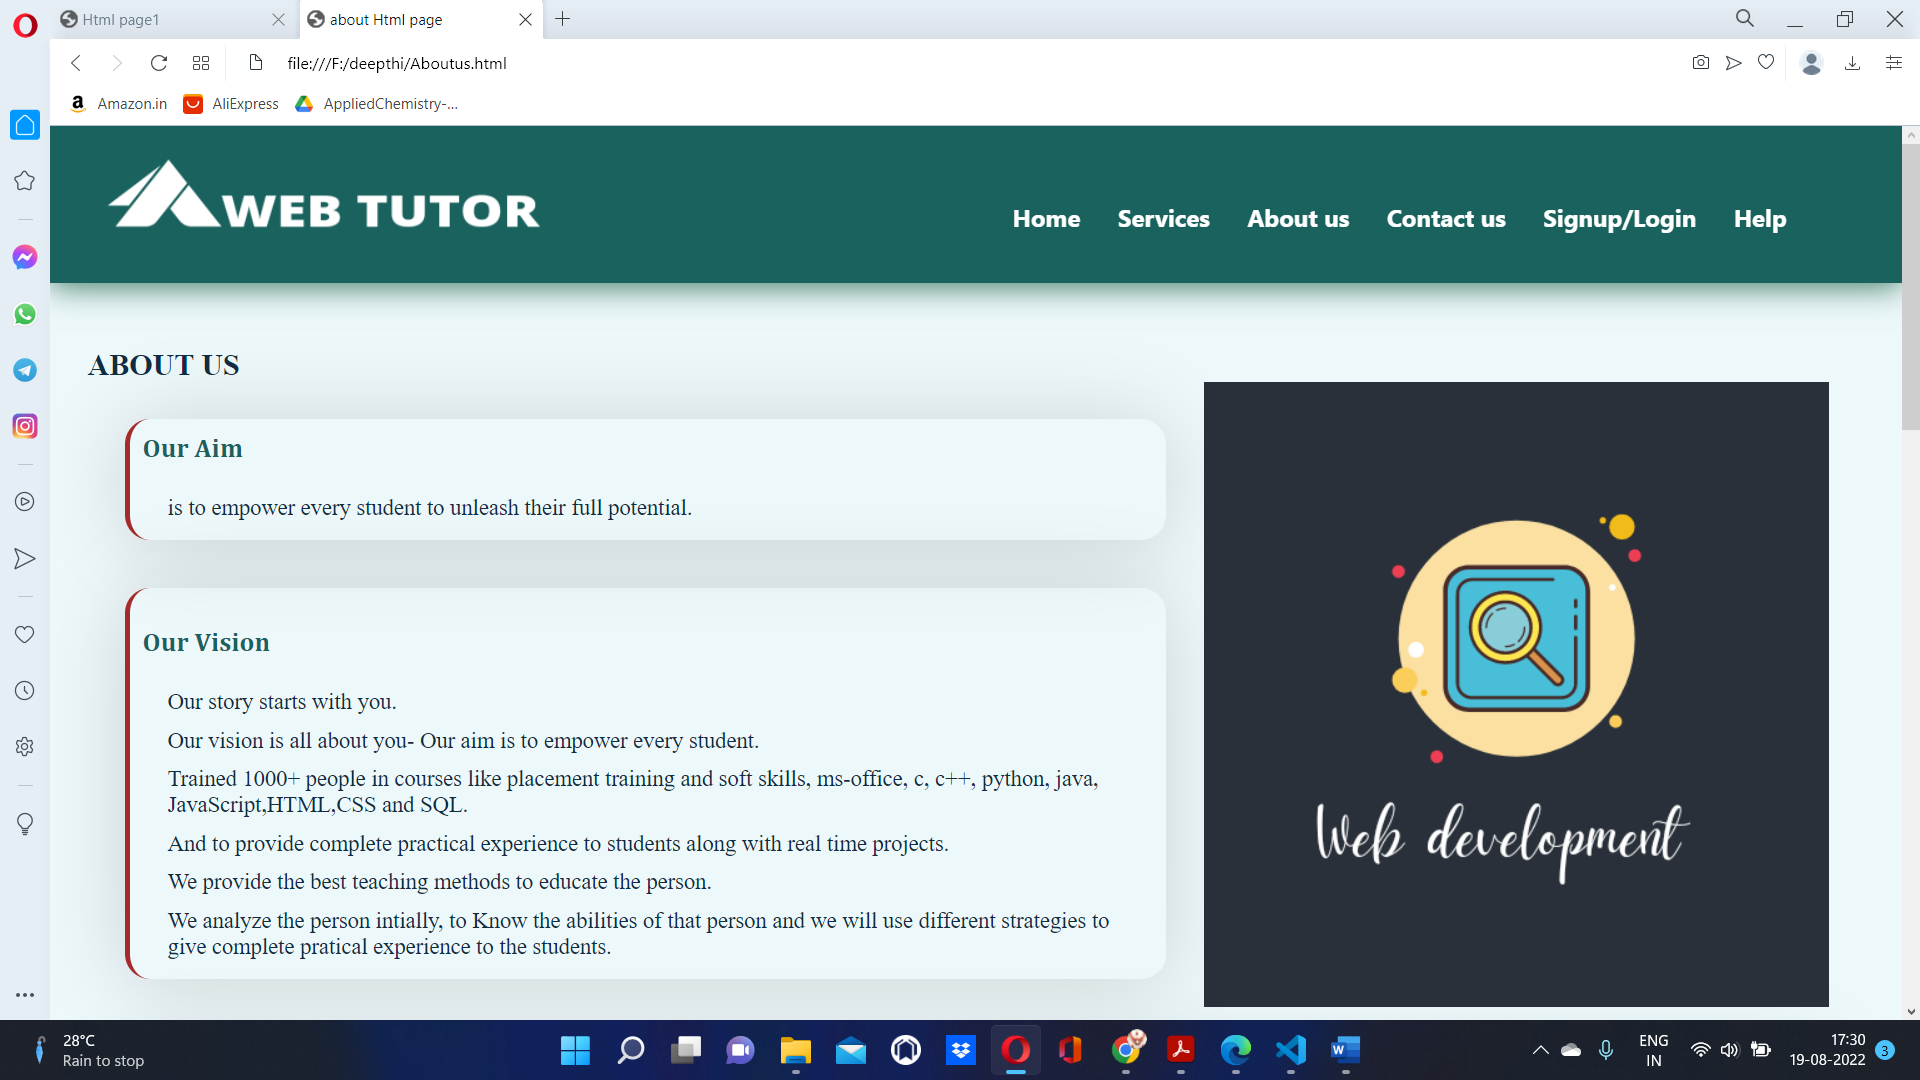 Html page1
about Html page
file:///F:/deepthi/Aboutus.html
Amazon.in
AliExpress
AppliedChemistry-...
WEB TUTOR
Home
Services
About us
Contact us
Signup/Login
Help
ABOUT US
Our Aim
is to empower every student to unleash their full potential.
Our Vision
Our story starts with you.
Our vision is all about you- Our aim is to empower every student.
Trained 1000+ people in courses like placement training and soft skills, ms-office, c, c++, python, java,
JavaScript,HTML,CSS and SQL.
And to provide complete practical experience to students along with real time projects.
We provide the best teaching methods to educate the person.
We analyze the person intially, to Know the abilities of that person and we will use different strategies to
give complete pratical experience to the students.
Web development
28°C
Rain to stop
ENG
IN
17:30
19-08-2022
3